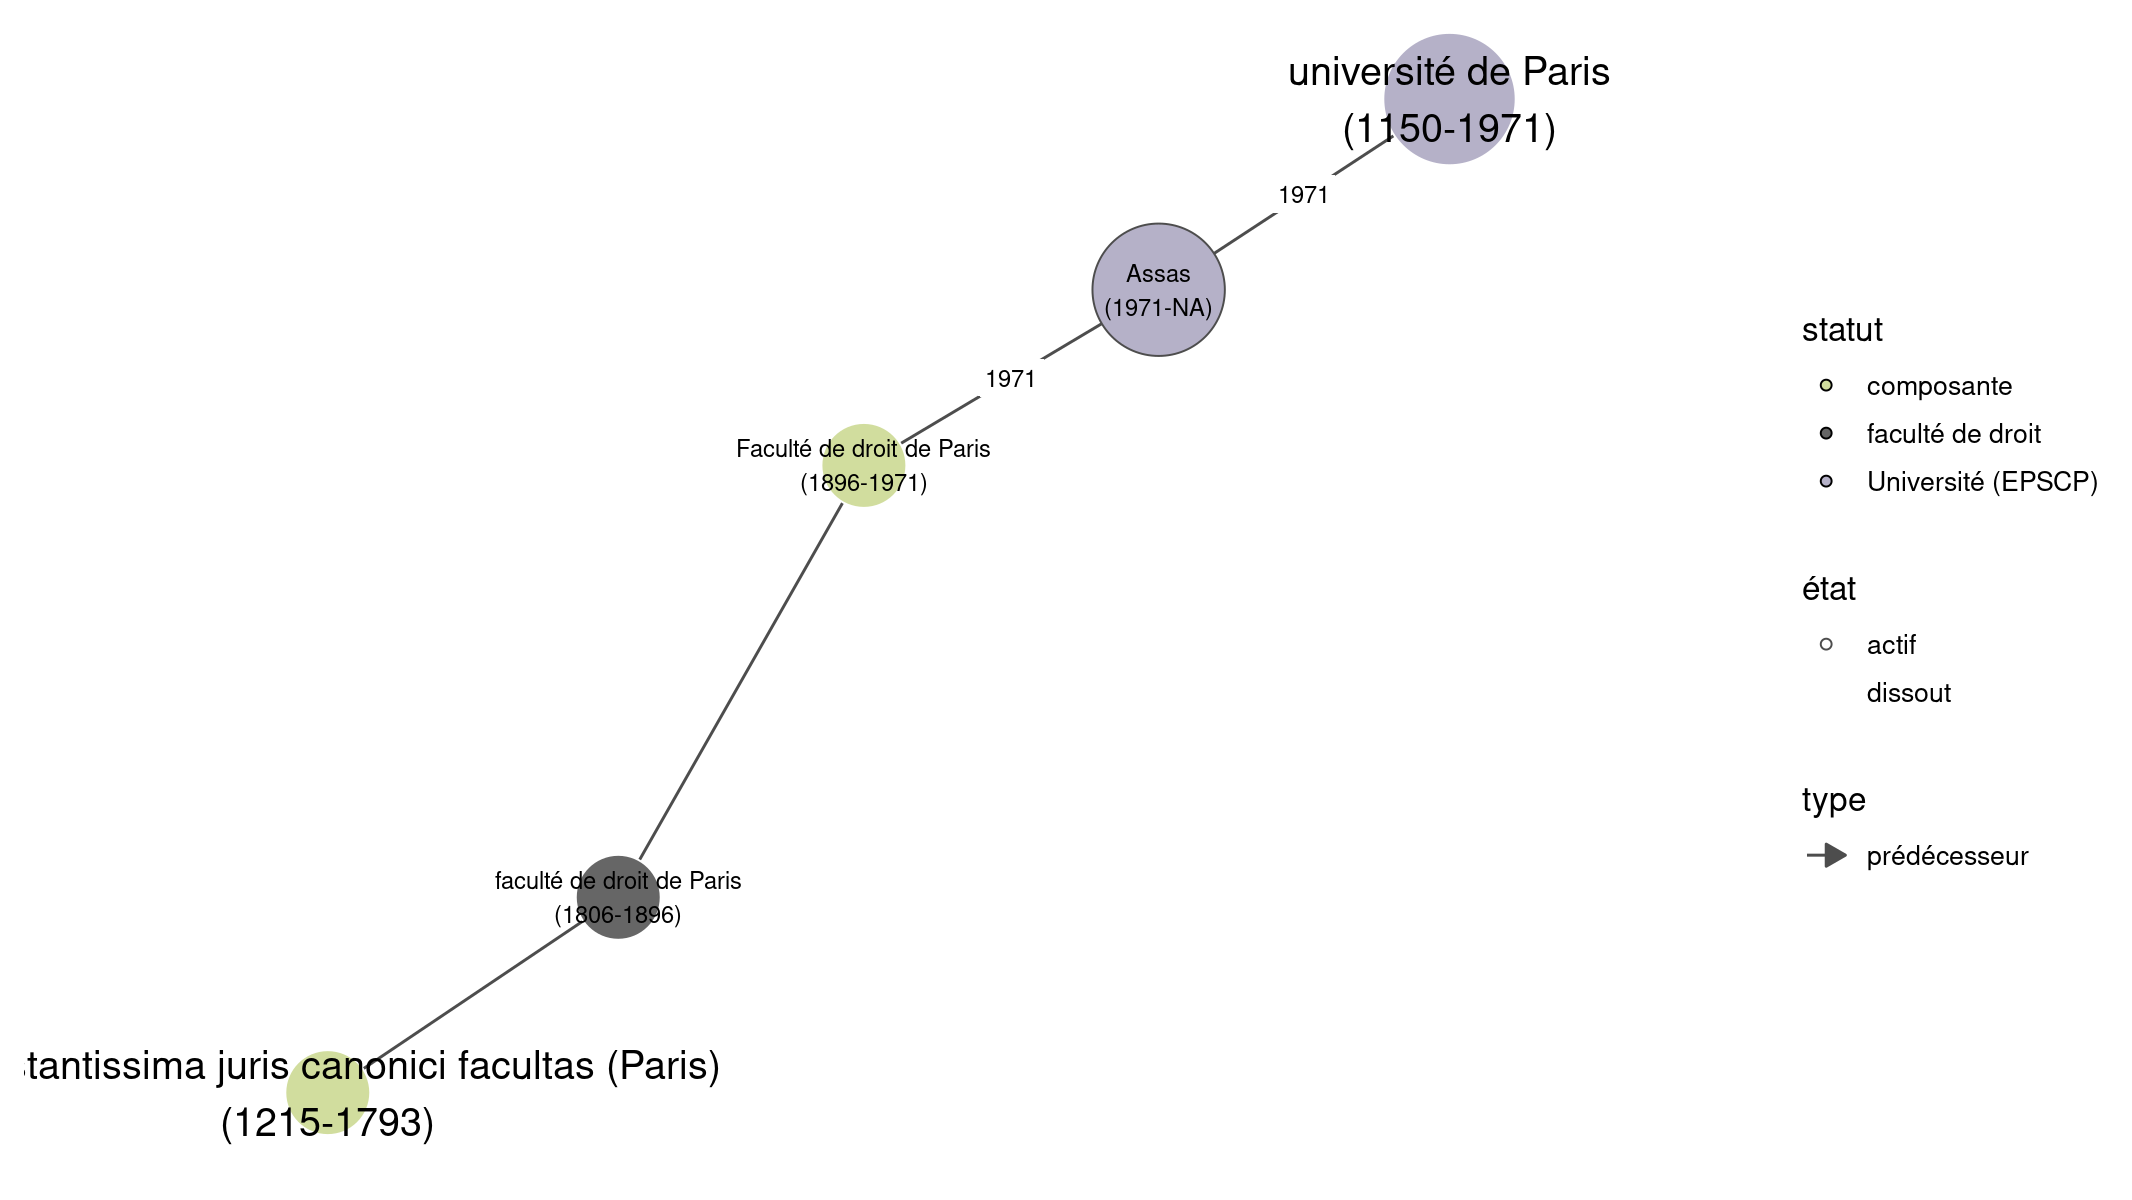 université de Paris
(1150-1971)
1971
Assas
(1971-NA)
1971
Faculté de droit de Paris
(1896-1971)
faculté de droit de Paris
(1806-1896)
tantissima juris canonici facultas (Paris)
(1215-1793)
statut
composante
faculté de droit
Université (EPSCP)
état
actif
dissout
type
prédécesseur